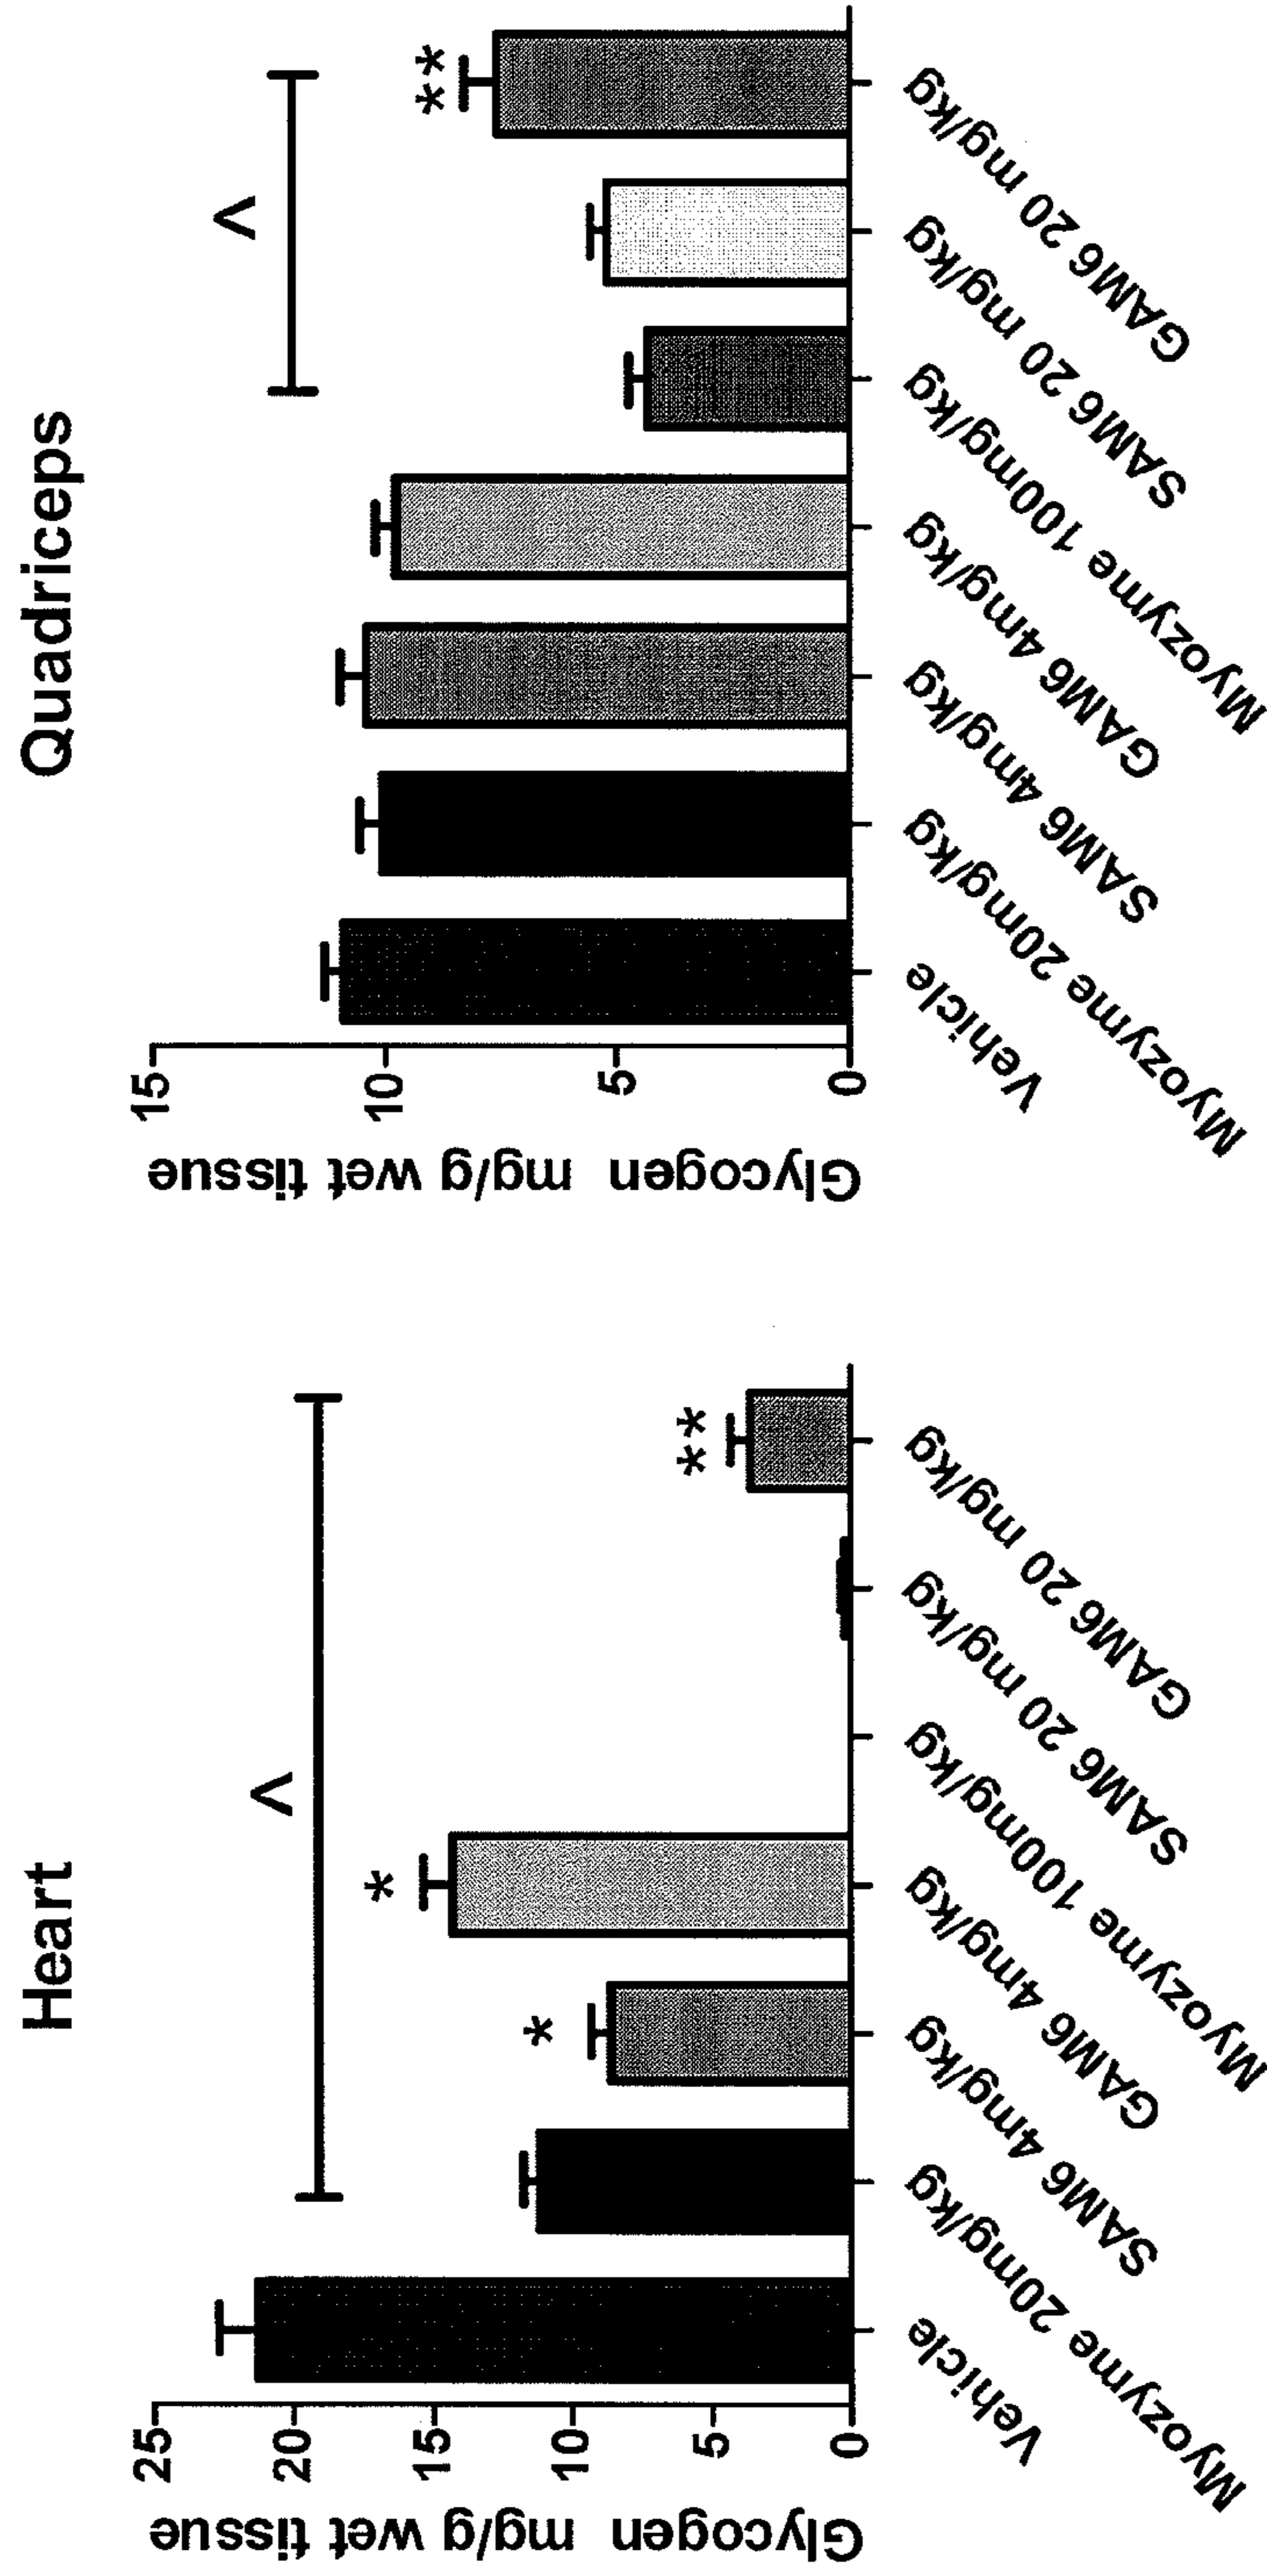 Heart
Glycogen mg/g wet tissue
25
20
15
10
5
0
<
*
*
**
Vehicle
Myozyme 20mg/kg
SAM6 4mg/kg
GAM6 4mg/kg
Myozyme 100mg/kg
SAM6 20 mg/kg
GAM6 20 mg/kg
Quadriceps
Glycogen mg/g wet tissue
15
10
5
0
<
**
Vehicle
Myozyme 20mg/kg
SAM6 4mg/kg
GAM6 4mg/kg
Myozyme 100mg/kg
SAM6 20 mg/kg
GAM6 20 mg/kg